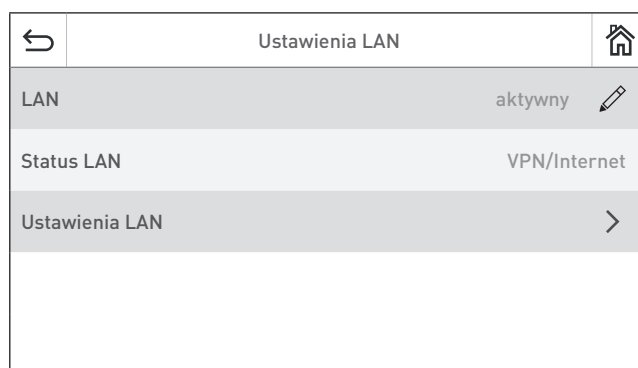 Ustawienia LAN
LAN aktywny
Status LAN VPN/Internet
Ustawienia LAN